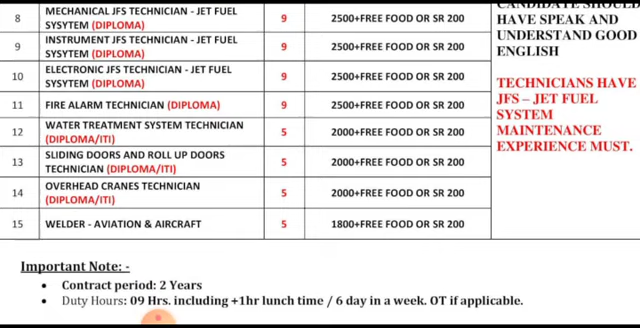 8 MECHANICAL JFS TECHNICIAN - JET FUEL SYSYTEM (DIPLOMA) 9 2500+FREE FOOD OR SR 200
9 INSTRUMENT JFS TECHNICIAN - JET FUEL SYSYTEM (DIPLOMA) 9 2500+FREE FOOD OR SR 200
10 ELECTRONIC JFS TECHNICIAN - JET FUEL SYSYTEM (DIPLOMA) 9 2500+FREE FOOD OR SR 200
11 FIRE ALARM TECHNICIAN (DIPLOMA) 9 2500+FREE FOOD OR SR 200
12 WATER TREATMENT SYSTEM TECHNICIAN (DIPLOMA/ITI) 5 2000+FREE FOOD OR SR 200
13 SLIDING DOORS AND ROLL UP DOORS TECHNICIAN (DIPLOMA/ITI) 5 2000+FREE FOOD OR SR 200
14 OVERHEAD CRANES TECHNICIAN (DIPLOMA/ITI) 5 2000+FREE FOOD OR SR 200
15 WELDER - AVIATION & AIRCRAFT 5 1800+FREE FOOD OR SR 200
CANDIDATE SHOULD
HAVE SPEAK AND
UNDERSTAND GOOD
ENGLISH
TECHNICIANS HAVE
JFS – JET FUEL
SYSTEM
MAINTENANCE
EXPERIENCE MUST.
Important Note: -
• Contract period: 2 Years
• Duty Hours: 09 Hrs. including +1hr lunch time / 6 day in a week. OT if applicable.